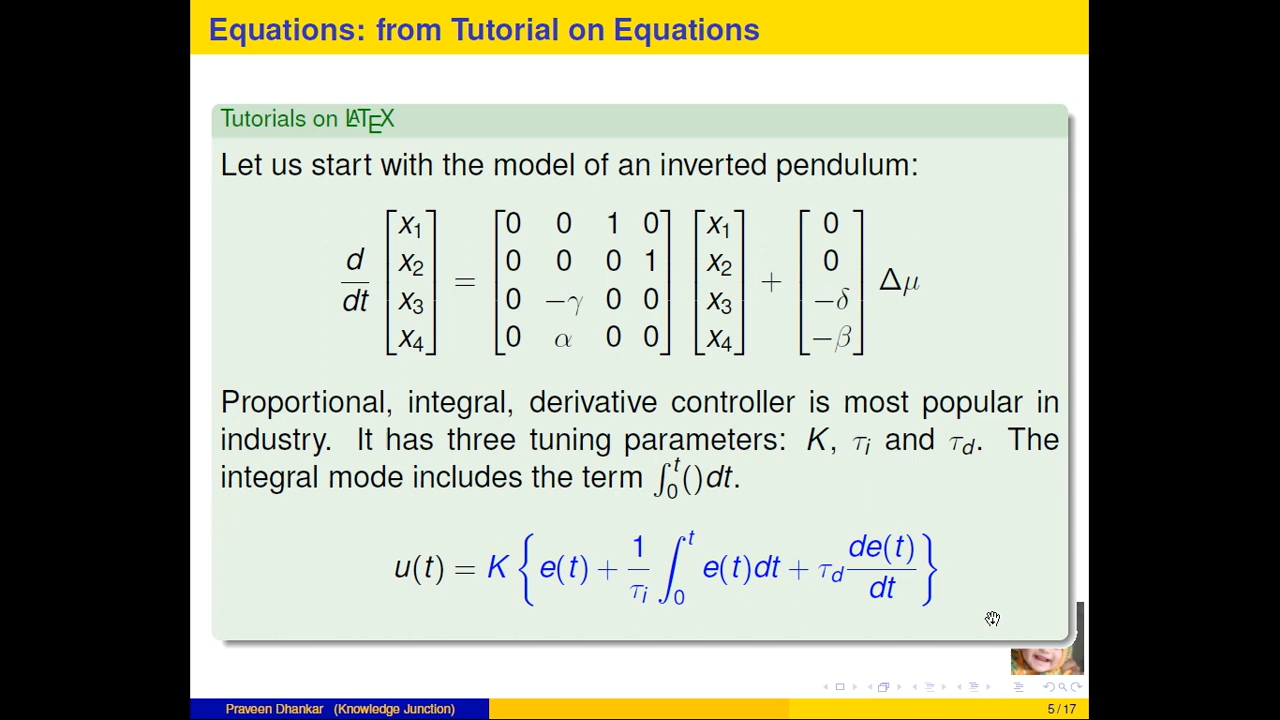 Equations: from Tutorial on Equations
Tutorials on LATEX
Let us start with the model of an inverted pendulum:
d/dt [x1 x2 x3 x4] = [0 0 1 0; 0 0 0 1; 0 −γ 0 0; 0 α 0 0] [x1 x2 x3 x4] + [0 0 −δ −β] Δμ
Proportional, integral, derivative controller is most popular in
industry. It has three tuning parameters: K, τi and τd. The
integral mode includes the term ∫₀ᵗ()dt.
u(t) = K { e(t) + 1/τi ∫₀ᵗ e(t)dt + τd de(t)/dt }
Praveen Dhankar (Knowledge Junction) 5 / 17